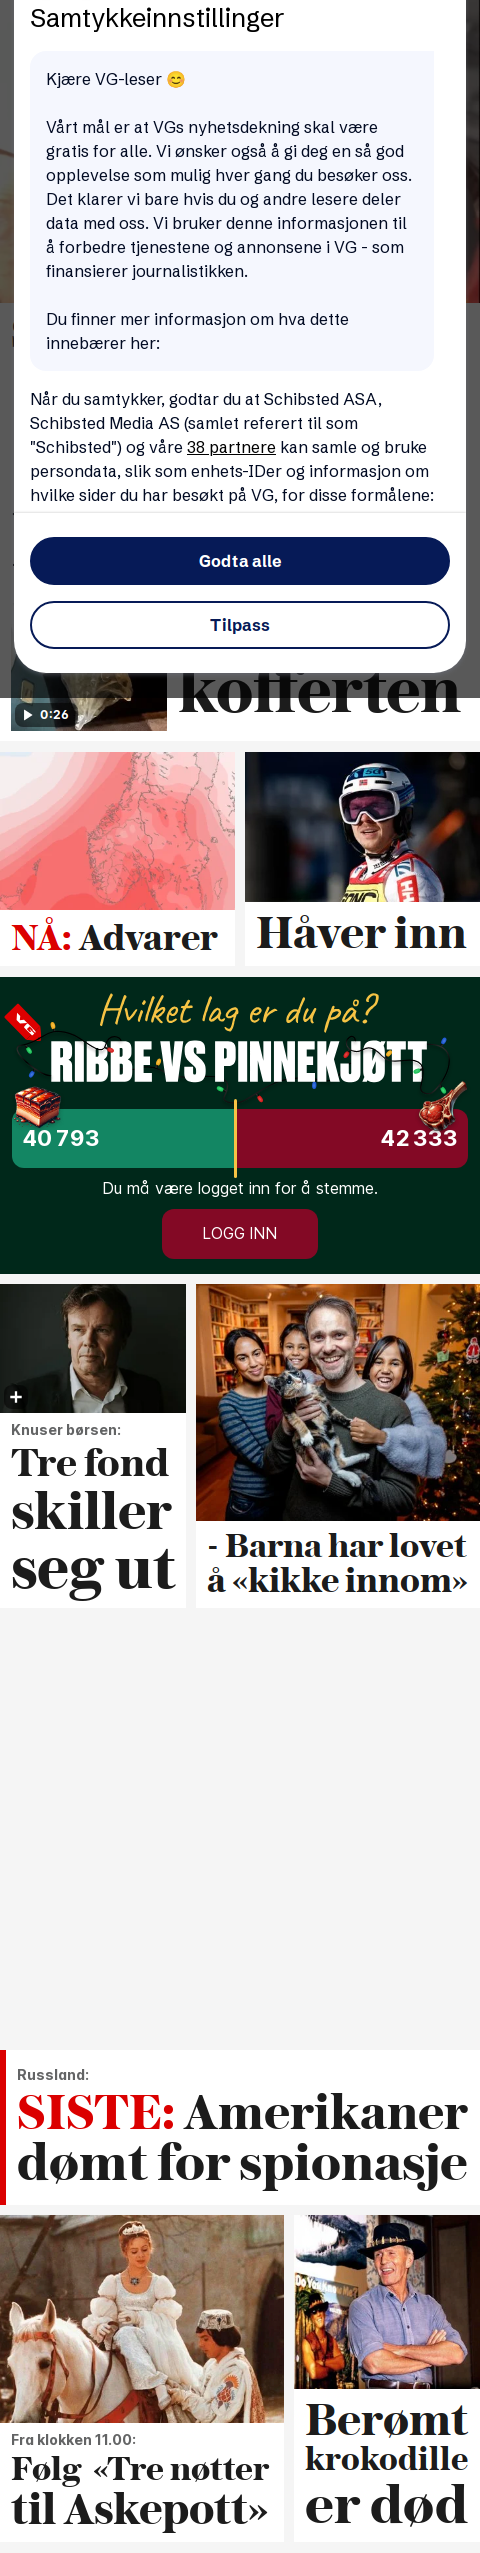 Samtykkeinnstillinger
Kjære VG-leser 😊
Vårt mål er at VGs nyhetsdekning skal være
gratis for alle. Vi ønsker også å gi deg en så god
opplevelse som mulig hver gang du besøker oss.
Det klarer vi bare hvis du og andre lesere deler
data med oss. Vi bruker denne informasjonen til
å forbedre tjenestene og annonsene i VG - som
finansierer journalistikken.
Du finner mer informasjon om hva dette
innebærer her:
Når du samtykker, godtar du at Schibsted ASA,
Schibsted Media AS (samlet referert til som
"Schibsted") og våre 38 partnere kan samle og bruke
persondata, slik som enhets-IDer og informasjon om
hvilke sider du har besøkt på VG, for disse formålene:
Godta alle
Tilpass
kofferten
0:26
NÅ: Advarer
Håver inn
Hvilket lag er du på?
VG
RIBBE VS PINNEKJØTT
40 793
42 333
Du må være logget inn for å stemme.
LOGG INN
Knuser børsen:
Tre fond
skiller
seg ut
- Barna har lovet
å «kikke innom»
Russland:
SISTE: Amerikaner
dømt for spionasje
Fra klokken 11.00:
Følg «Tre nøtter
til Askepott»
Berømt
krokodille
er død